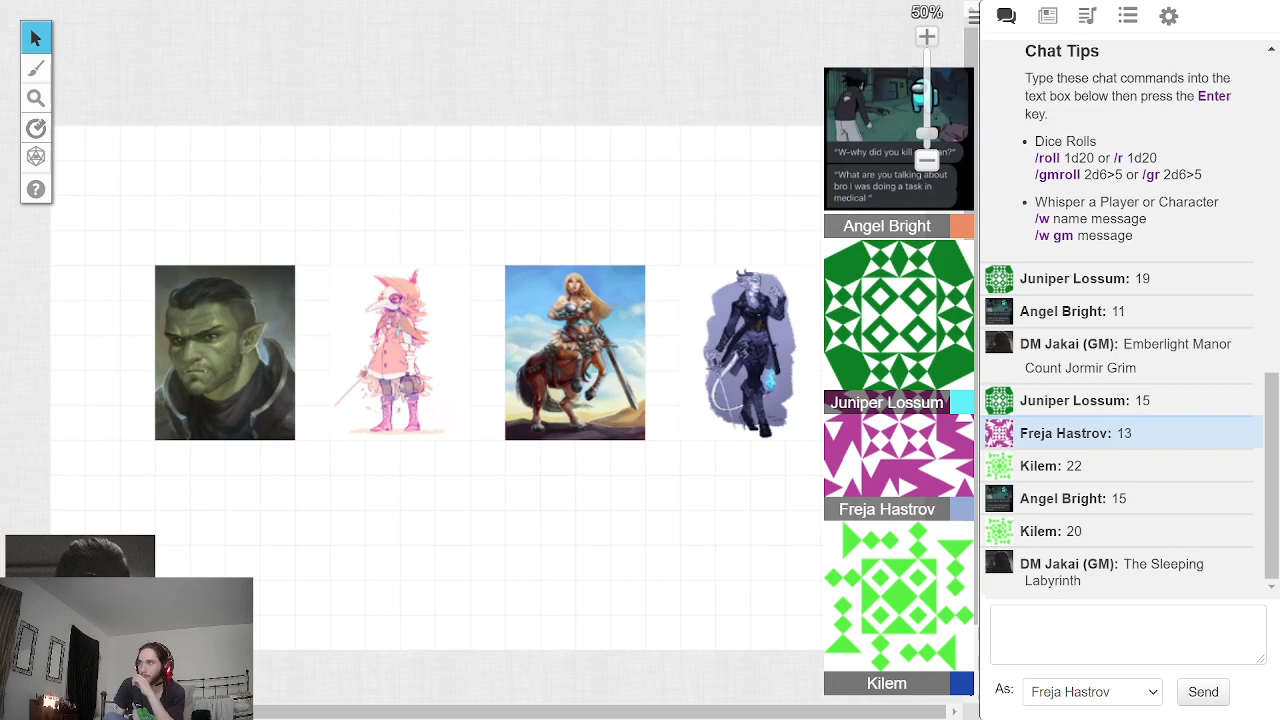 50%
"W-why did you kill
an?"
"What are you talking about
bro I was doing a task in
medical "
Angel Bright
Juniper Lossum
Freja Hastrov
Kilem
Chat Tips
Type these chat commands into the
text box below then press the Enter
key.
Dice Rolls
/roll 1d20 or /r 1d20
/gmroll 2d6>5 or /gr 2d6>5
Whisper a Player or Character
/w name message
/w gm message
Juniper Lossum: 19
Angel Bright: 11
DM Jakai (GM): Emberlight Manor
Count Jormir Grim
Juniper Lossum: 15
Freja Hastrov: 13
Kilem: 22
Angel Bright: 15
Kilem: 20
DM Jakai (GM): The Sleeping
Labyrinth
As: Freja Hastrov Send